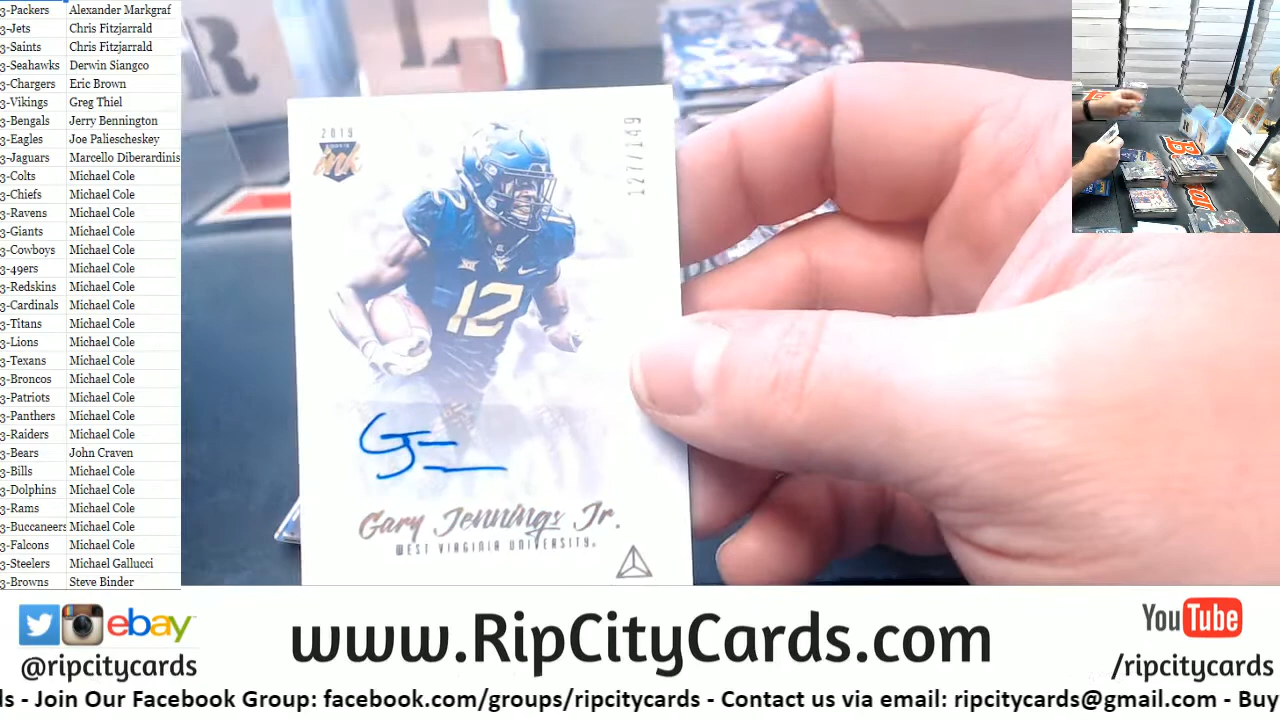 3-Packers Alexander Markgraf
3-Jets Chris Fitzjarrald
3-Saints Chris Fitzjarrald
3-Seahawks Derwin Siangco
3-Chargers Eric Brown
3-Vikings Greg Thiel
3-Bengals Jerry Bennington
3-Eagles Joe Paliescheskey
3-Jaguars Marcello Diberardinis
3-Colts Michael Cole
3-Chiefs Michael Cole
3-Ravens Michael Cole
3-Giants Michael Cole
3-Cowboys Michael Cole
3-49ers Michael Cole
3-Redskins Michael Cole
3-Cardinals Michael Cole
3-Titans Michael Cole
3-Lions Michael Cole
3-Texans Michael Cole
3-Broncos Michael Cole
3-Patriots Michael Cole
3-Panthers Michael Cole
3-Raiders Michael Cole
3-Bears John Craven
3-Bills Michael Cole
3-Dolphins Michael Cole
3-Rams Michael Cole
3-Buccaneers Michael Cole
3-Falcons Michael Cole
3-Steelers Michael Gallucci
3-Browns Steve Binder
2019
ink
127/149
12
Gary Jennings Jr.
WEST VIRGINIA UNIVERSITY.
ebay
@ripcitycards
www.RipCityCards.com
YouTube
/ripcitycards
ds - Join Our Facebook Group: facebook.com/groups/ripcitycards - Contact us via email: ripcitycards@gmail.com - Buy